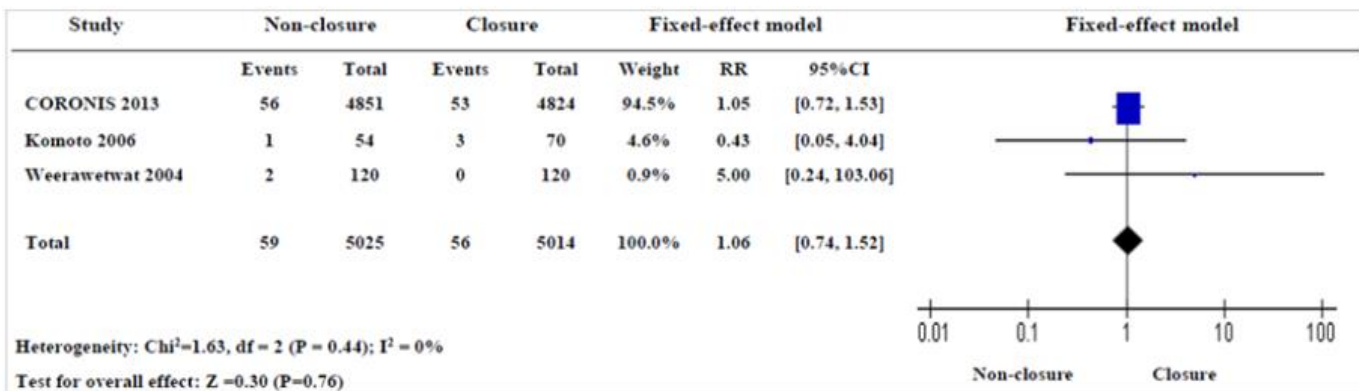 Study Non-closure Closure Fixed-effect model Fixed-effect model
Events Total Events Total Weight RR 95%CI
CORONIS 2013 56 4851 53 4824 94.5% 1.05 [0.72, 1.53]
Komoto 2006 1 54 3 70 4.6% 0.43 [0.05, 4.04]
Weerawetwat 2004 2 120 0 120 0.9% 5.00 [0.24, 103.06]
Total 59 5025 56 5014 100.0% 1.06 [0.74, 1.52]
0.01 0.1 1 10 100
Heterogeneity: Chi²=1.63, df = 2 (P = 0.44); I² = 0%
Non-closure Closure
Test for overall effect: Z =0.30 (P=0.76)